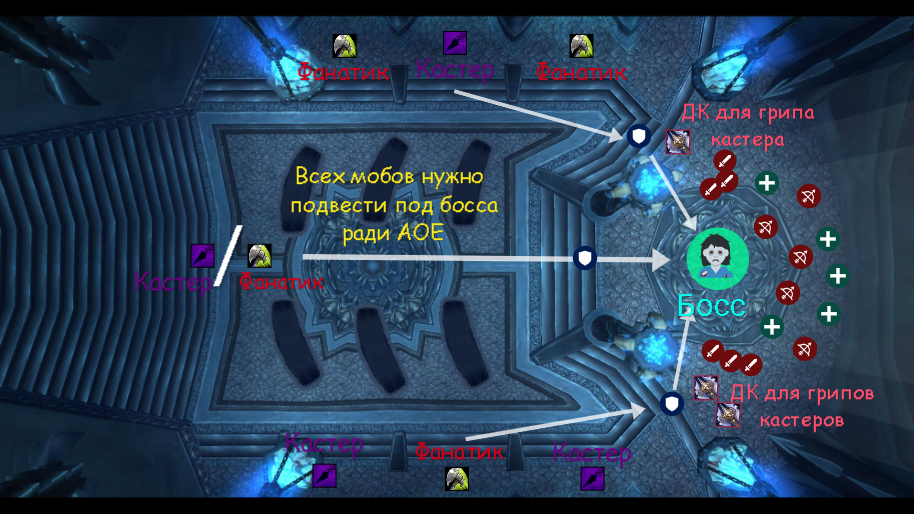 Фанатик
Кастер
Фанатик
ДК для грипа
кастера
Всех мобов нужно
подвести под босса
ради АОЕ
Кастер
Фанатик
Босс
ДК для грипов
кастеров
Кастер
Фанатик
Кастер